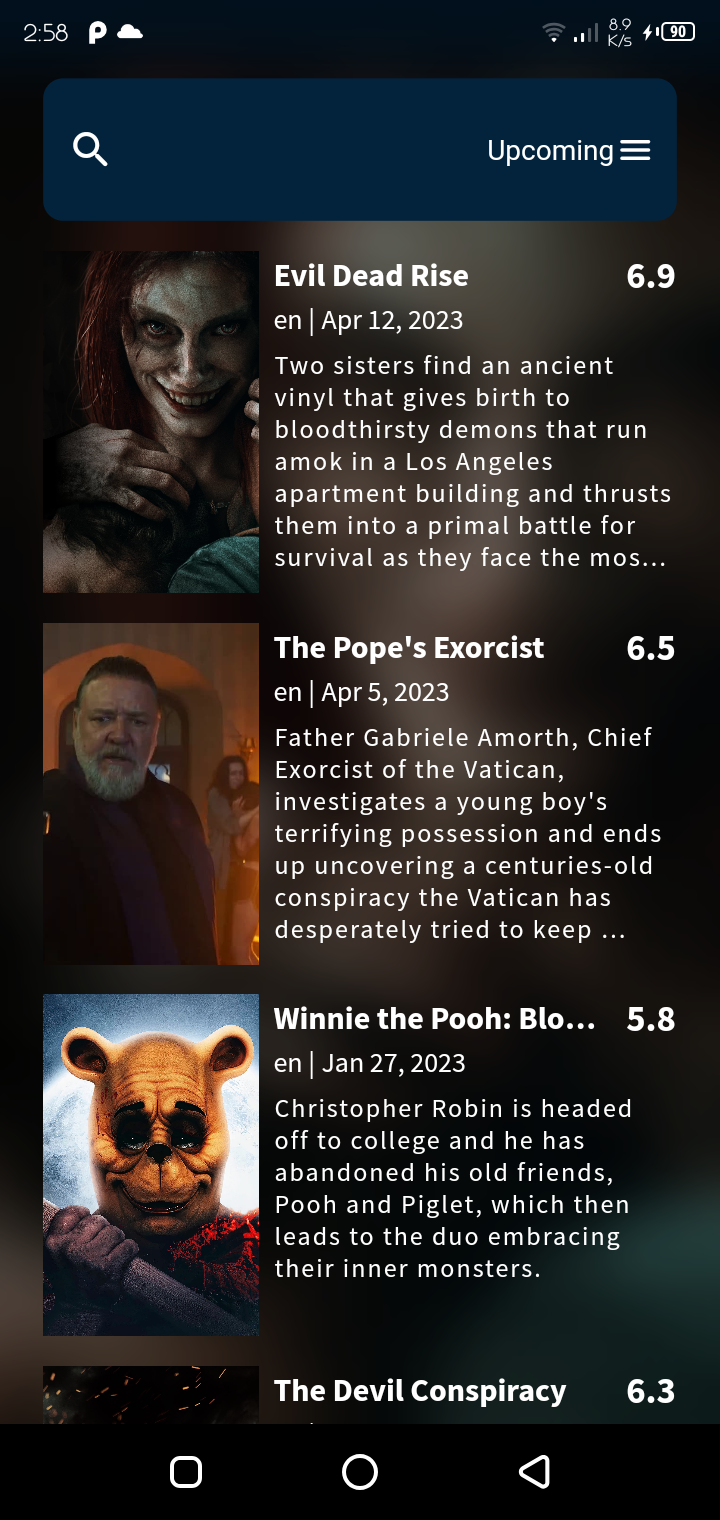 2:58
8.9
K/s
90
Upcoming
Evil Dead Rise 6.9
en | Apr 12, 2023
Two sisters find an ancient
vinyl that gives birth to
bloodthirsty demons that run
amok in a Los Angeles
apartment building and thrusts
them into a primal battle for
survival as they face the mos...
The Pope's Exorcist 6.5
en | Apr 5, 2023
Father Gabriele Amorth, Chief
Exorcist of the Vatican,
investigates a young boy's
terrifying possession and ends
up uncovering a centuries-old
conspiracy the Vatican has
desperately tried to keep ...
Winnie the Pooh: Blo... 5.8
en | Jan 27, 2023
Christopher Robin is headed
off to college and he has
abandoned his old friends,
Pooh and Piglet, which then
leads to the duo embracing
their inner monsters.
The Devil Conspiracy 6.3